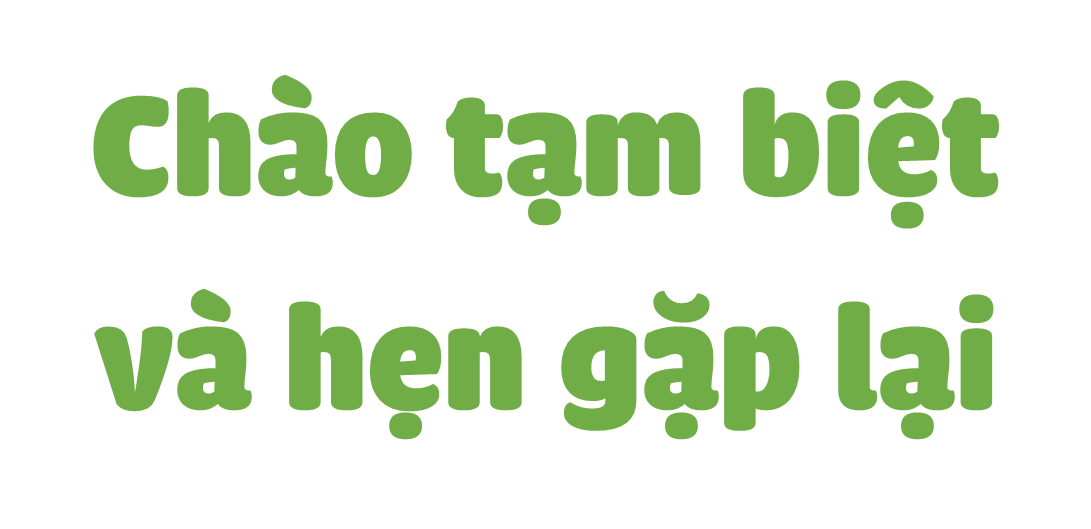 Chào tạm biệt
và hẹn gặp lại